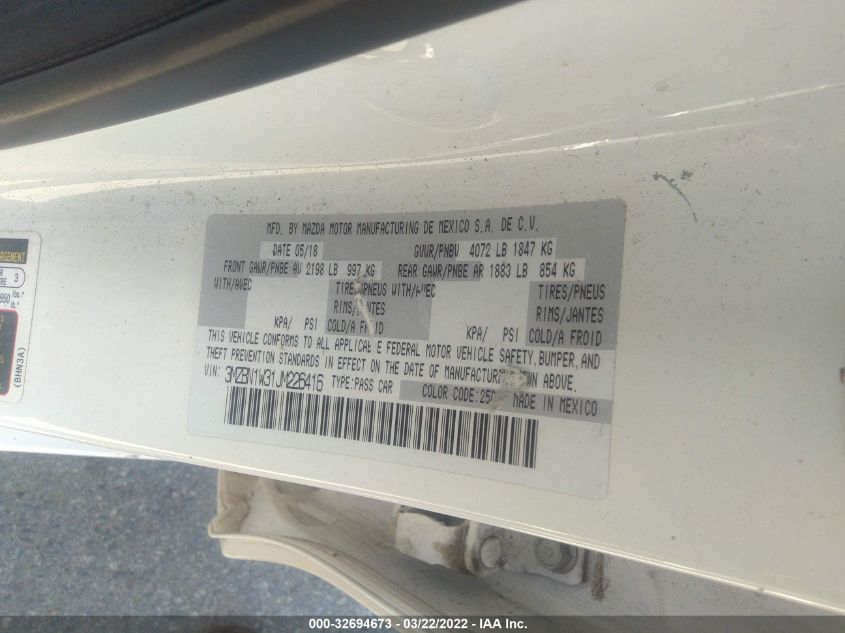 MFD. BY MAZDA MOTOR MANUFACTURING DE MEXICO S.A. DE C.V.
DATE 05/18 GVWR/PNBV 4072 LB 1847 KG
FRONT GAWR/PNBE AV 2198 LB 997 KG REAR GAWR/PNBE AR 1883 LB 854 KG
WITH/AVEC TIRES/PNEUS WITH/AVEC TIRES/PNEUS
RIMS/JANTES RIMS/JANTES
KPA/ PSI COLD/A FROID KPA/ PSI COLD/A FROID
THIS VEHICLE CONFORMS TO ALL APPLICABLE FEDERAL MOTOR VEHICLE SAFETY, BUMPER, AND
THEFT PREVENTION STANDARDS IN EFFECT ON THE DATE OF MANUFACTURE SHOWN ABOVE.
VIN: 3MZBN1W31JM226416 TYPE:PASS CAR COLOR CODE:25D MADE IN MEXICO
3
850
(BHN3A)
000-32694673 - 03/22/2022 - IAA Inc.